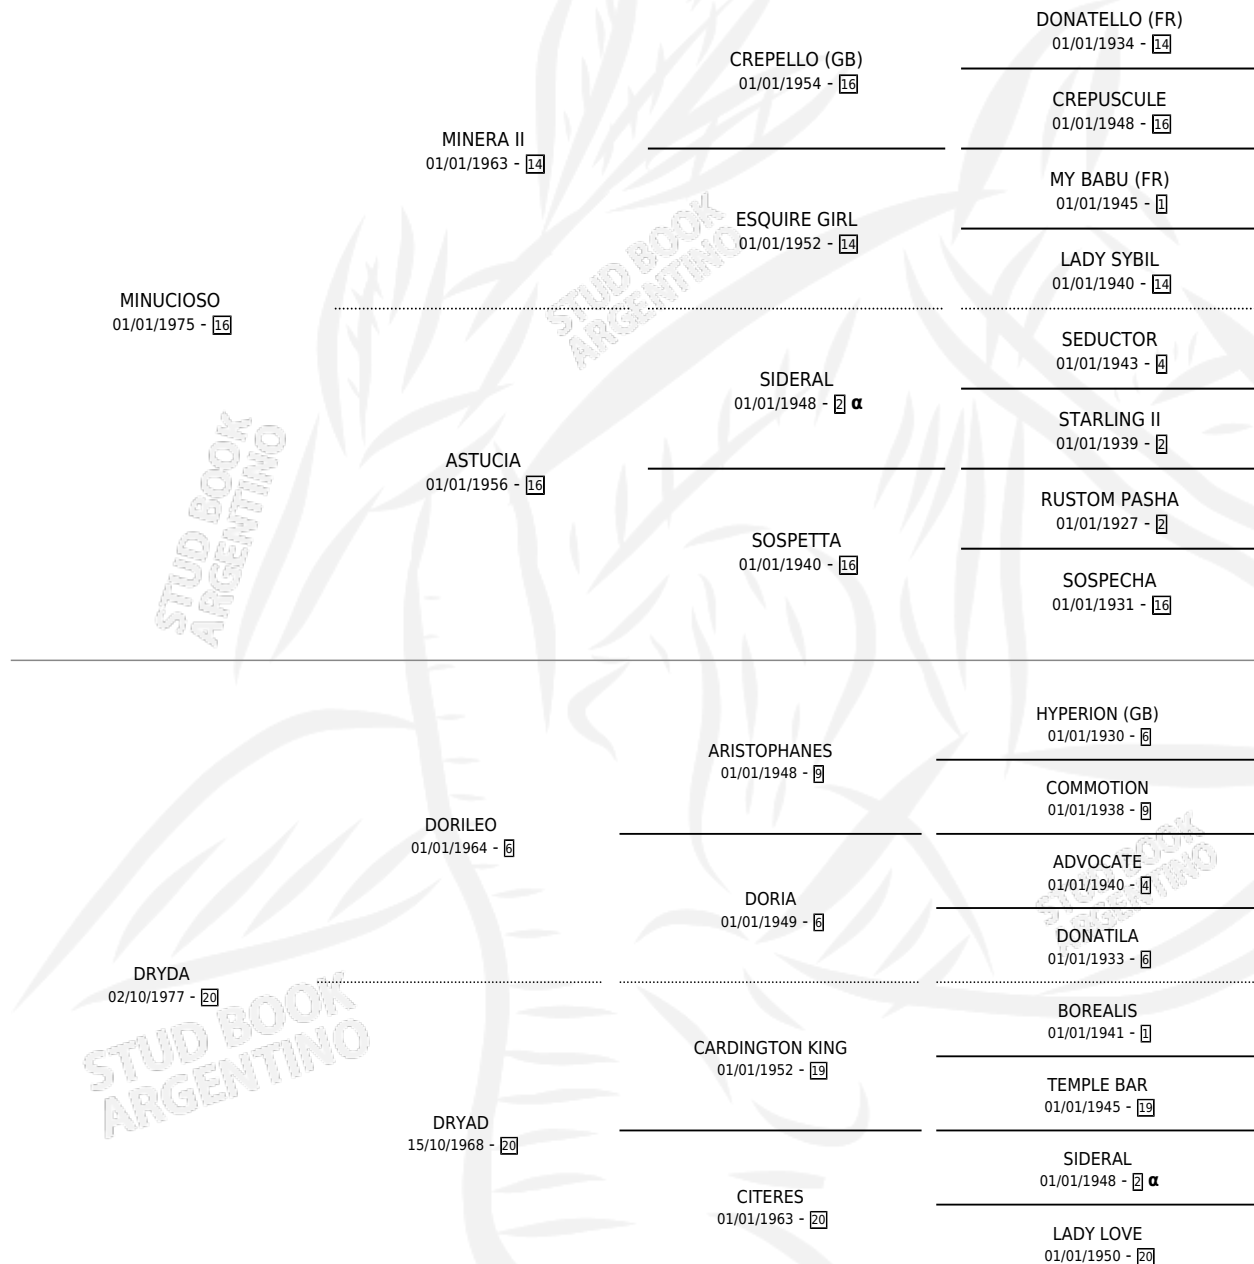 DONATELLO (FR)
01/01/1934 - 14
CREPELLO (GB)
01/01/1954 - 16
CREPUSCULE
01/01/1948 - 16
MINERA II
01/01/1963 - 14
MY BABU (FR)
01/01/1945 - 1
ESQUIRE GIRL
01/01/1952 - 14
LADY SYBIL
01/01/1940 - 14
MINUCIOSO
01/01/1975 - 16
STUD BOOK
ARGENTINO
SEDUCTOR
01/01/1943 - 4
SIDERAL
01/01/1948 - 2 α
STARLING II
01/01/1939 - 2
ASTUCIA
01/01/1956 - 16
STUD BOOK
ARGENTINO
RUSTOM PASHA
01/01/1927 - 2
SOSPETTA
01/01/1940 - 16
SOSPECHA
01/01/1931 - 16
HYPERION (GB)
01/01/1930 - 6
ARISTOPHANES
01/01/1948 - 9
COMMOTION
01/01/1938 - 9
DORILEO
01/01/1964 - 6
ADVOCATE
01/01/1940 - 4
STUD BOOK
ARGENTINO
DORIA
01/01/1949 - 6
DONATILA
01/01/1933 - 6
DRYDA
02/10/1977 - 20
STUD BOOK
ARGENTINO
BOREALIS
01/01/1941 - 1
CARDINGTON KING
01/01/1952 - 19
TEMPLE BAR
01/01/1945 - 19
DRYAD
15/10/1968 - 20
SIDERAL
01/01/1948 - 2 α
CITERES
01/01/1963 - 20
LADY LOVE
01/01/1950 - 20